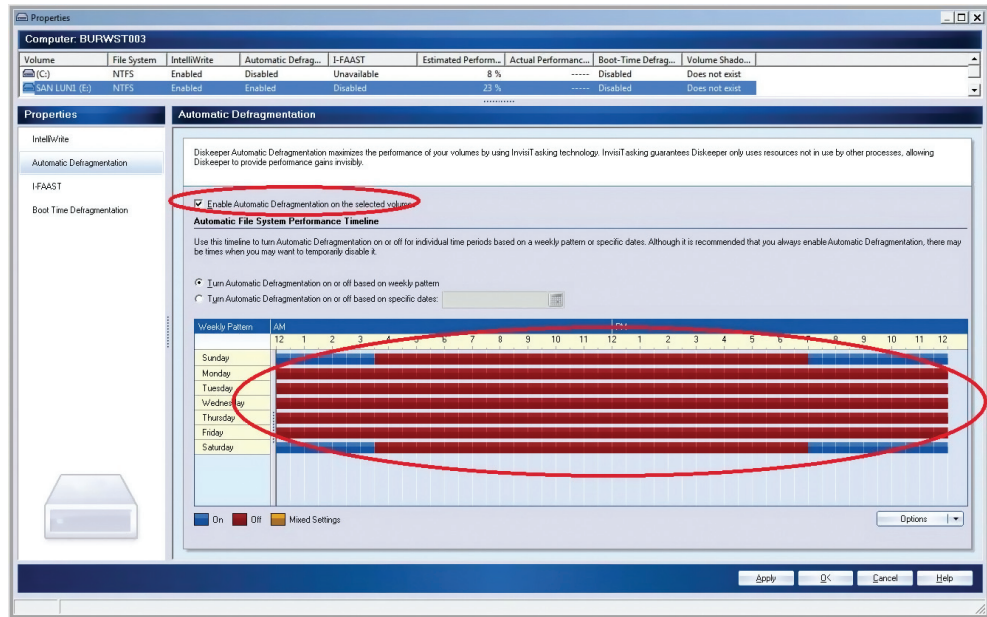 Properties
Computer: BURWST003
Volume File System IntelliWrite Automatic Defrag... I-FAAST Estimated Perform... Actual Performanc... Boot-Time Defrag... Volume Shado...
(C:) NTFS Enabled Disabled Unavailable 8 % ----- Disabled Does not exist
SAN LUN1 (E:) NTFS Enabled Enabled Disabled 23 % ----- Disabled Does not exist
Properties
IntelliWrite
Automatic Defragmentation
I-FAAST
Boot Time Defragmentation
Automatic Defragmentation
Diskeeper Automatic Defragmentation maximizes the performance of your volumes by using InvisiTasking technology. InvisiTasking guarantees Diskeeper only uses resources not in use by other processes, allowing
Diskeeper to provide performance gains invisibly.
Enable Automatic Defragmentation on the selected volume
Automatic File System Performance Timeline
Use this timeline to turn Automatic Defragmentation on or off for individual time periods based on a weekly pattern or specific dates. Although it is recommended that you always enable Automatic Defragmentation, there may
be times when you may want to temporarily disable it.
Turn Automatic Defragmentation on or off based on weekly pattern
Turn Automatic Defragmentation on or off based on specific dates:
Weekly Pattern AM PM
12 1 2 3 4 5 6 7 8 9 10 11 12 1 2 3 4 5 6 7 8 9 10 11 12
Sunday
Monday
Tuesday
Wednesday
Thursday
Friday
Saturday
On Off Mixed Settings
Options
Apply OK Cancel Help